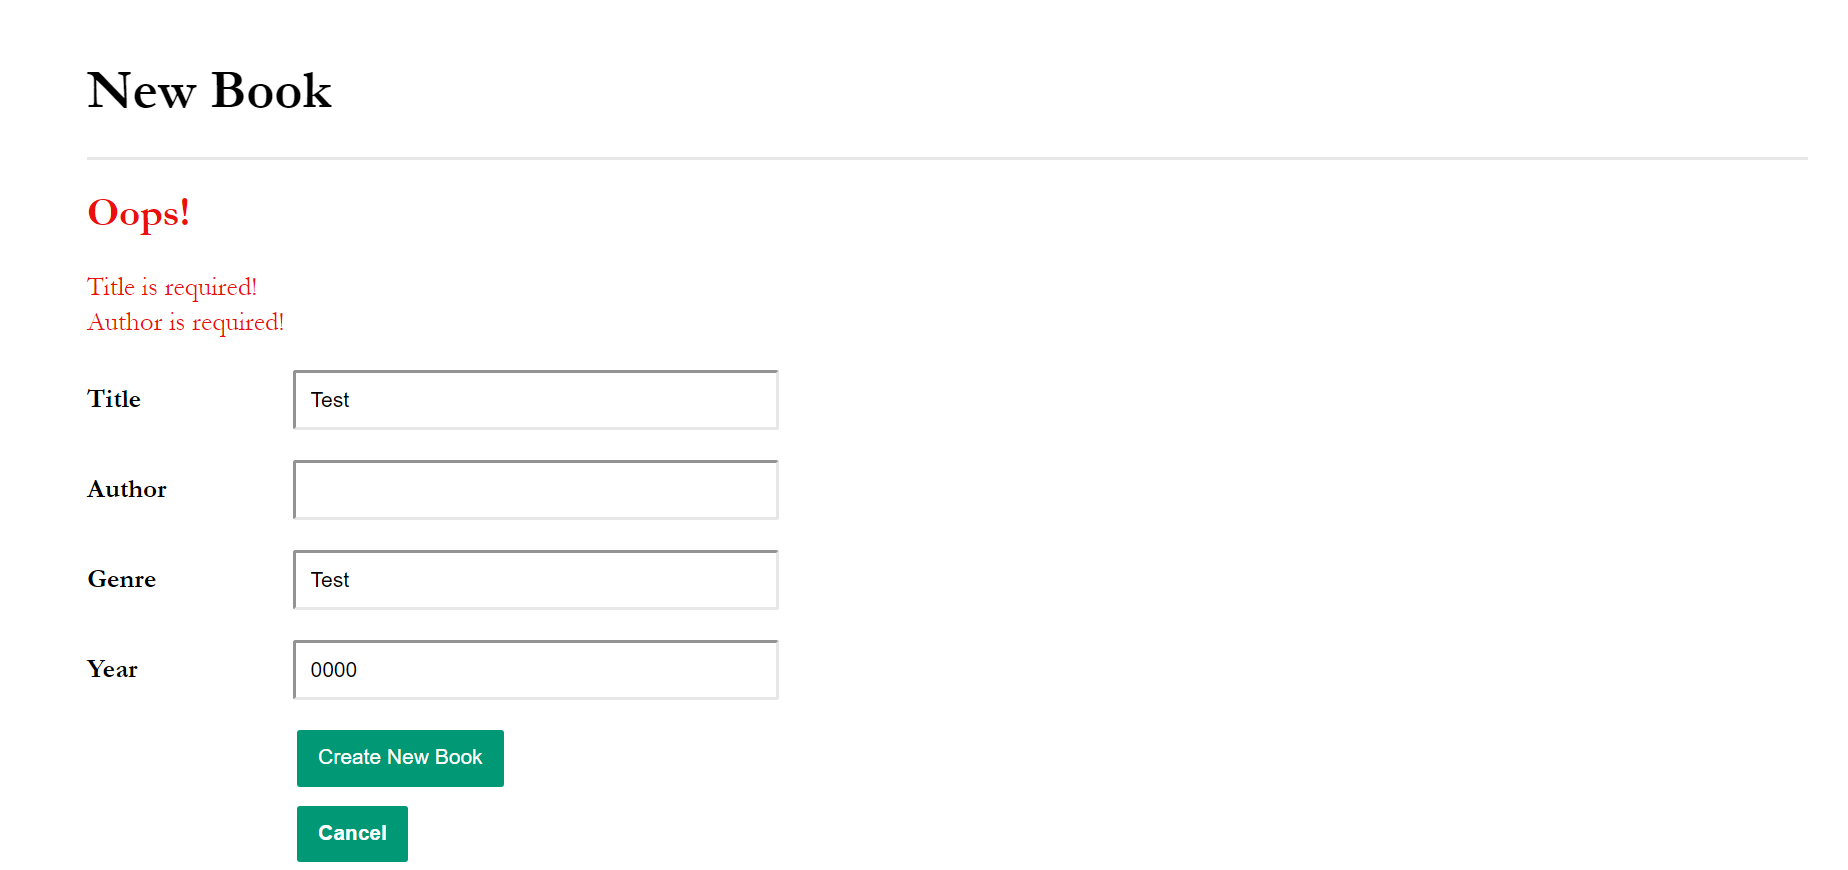 New Book
Oops!
Title is required!
Author is required!
Title Test
Author
Genre Test
Year 0000
Create New Book
Cancel